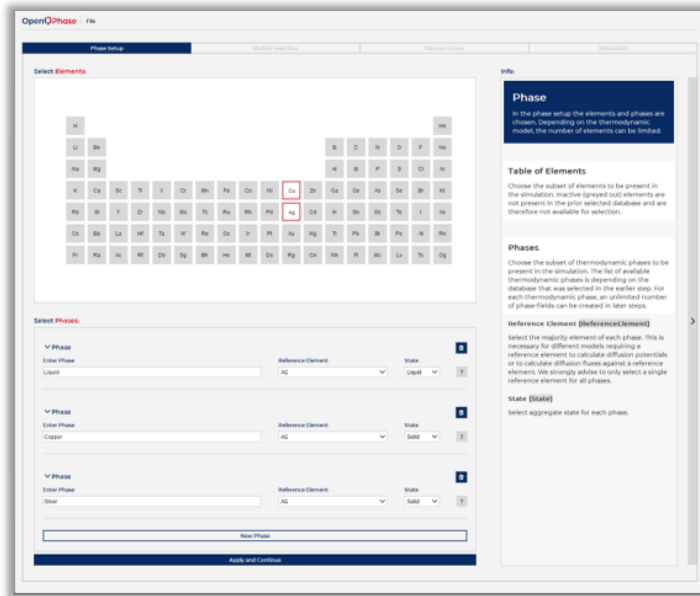 OpenPhase File
Phase Setup Module Selection Microstructure Simulation
Select Elements:
H He
Li Be B C N O F Ne
Na Mg Al Si P S Cl Ar
K Ca Sc Ti V Cr Mn Fe Co Ni Cu Zn Ga Ge As Se Br Kr
Rb Sr Y Zr Nb Mo Tc Ru Rh Pd Ag Cd In Sn Sb Te I Xe
Cs Ba La Hf Ta W Re Os Ir Pt Au Hg Tl Pb Bi Po At Rn
Fr Ra Ac Rf Db Sg Bh Hs Mt Ds Rg Cn Nh Fl Mc Lv Ts Og
Select Phases:
Phase
Enter Phase Reference Element State
Liquid AG Liquid ?
Phase
Enter Phase Reference Element State
Copper AG Solid ?
Phase
Enter Phase Reference Element State
Silver AG Solid ?
New Phase
Apply and Continue
Info:
Phase
In the phase setup the elements and phases are
chosen. Depending on the thermodynamic
model, the number of elements can be limited.
Table of Elements
Choose the subset of elements to be present
in the simulation. Inactive (greyed out) elements are
not present in the prior selected database and are
therefore not available for selection.
Phases
Choose the subset of thermodynamic phases to be
present in the simulation. The list of available
thermodynamic phases is depending on the
database that was selected in the earlier step. For
each thermodynamic phase, an unlimited number
of phase-fields can be created in later steps.
Reference Element (ReferenceElement)
Select the majority element of each phase. This is
necessary for different models requiring a
reference element to calculate diffusion potentials
or to calculate diffusion fluxes against a reference
element. We strongly advise to only select a single
reference element for all phases.
State (State)
Select aggregate state for each phase.